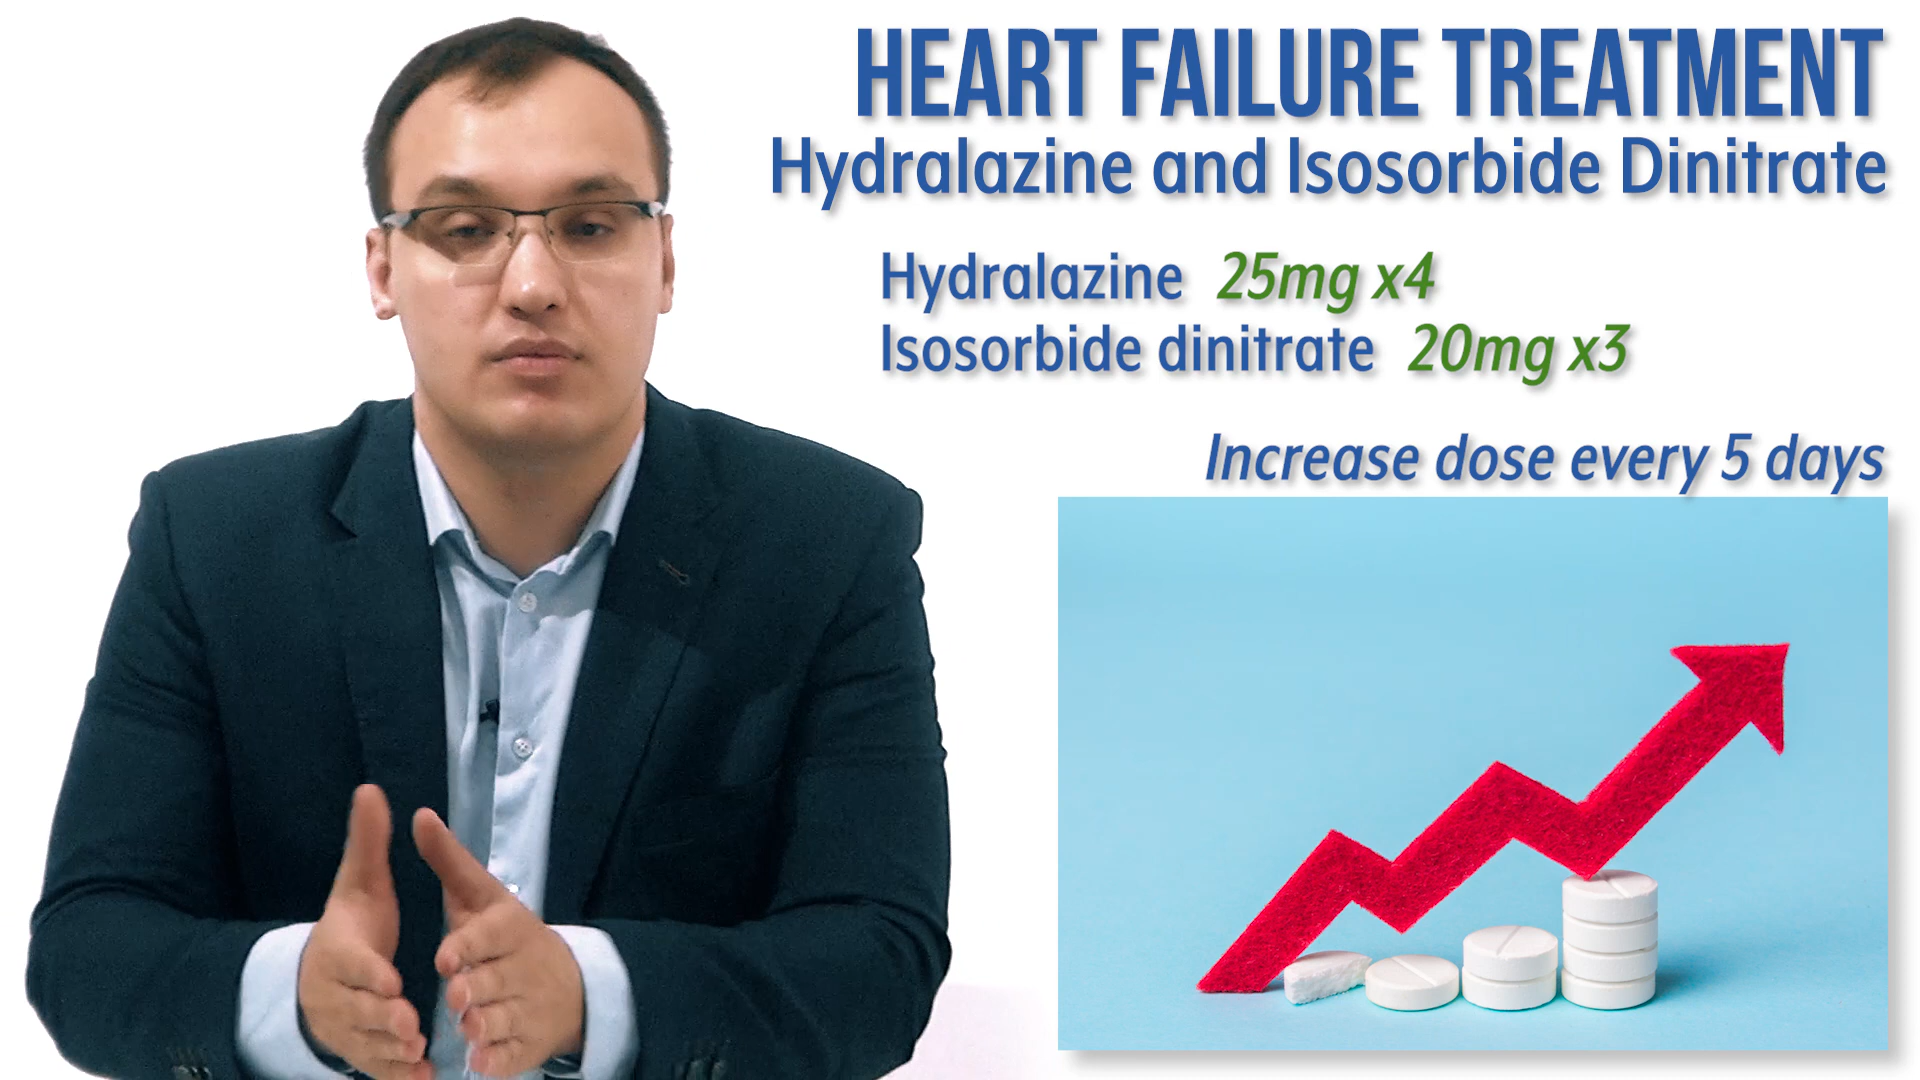 HEART FAILURE TREATMENT
Hydralazine and Isosorbide Dinitrate
Hydralazine 25mg x4
Isosorbide dinitrate 20mg x3
Increase dose every 5 days